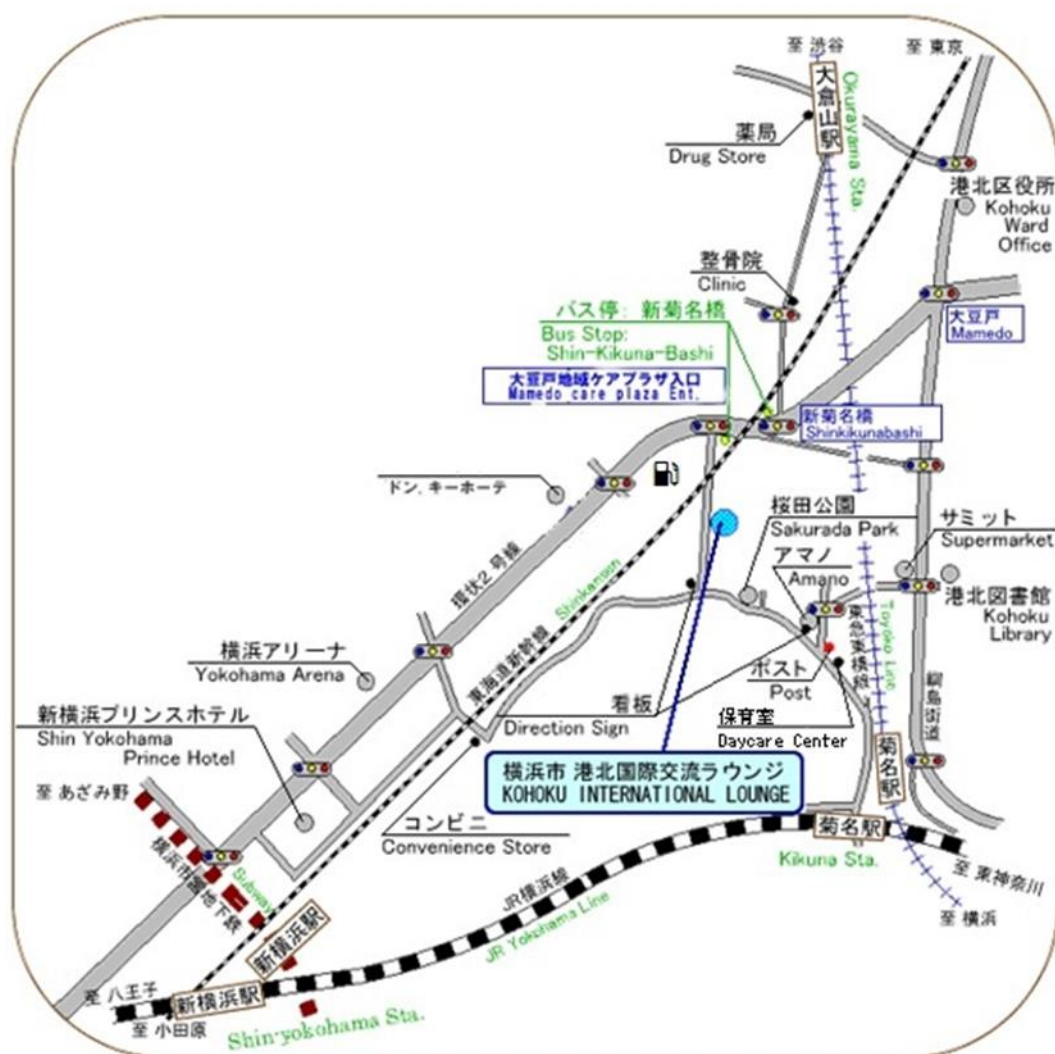 至 渋谷
至 東京
大倉山駅
Okurayama Sta.
薬局
Drug Store
港北区役所
Kohoku
Ward
Office
整骨院
Clinic
バス停: 新菊名橋
Bus Stop:
Shin-Kikuna-Bashi
大豆戸
Mamedo
大豆戸地域ケアプラザ入口
Mamedo care plaza Ent.
新菊名橋
Shinkikunabashi
ドン.キーホーテ
桜田公園
Sakurada Park
サミット
Supermarket
環状2号線
Shinkansen
アマノ
Amano
港北図書館
Kohoku
Library
東海道新幹線
東急東横線
Toyoko Line
横浜アリーナ
Yokohama Arena
ポスト
Post
綱島街道
新横浜プリンスホテル
Shin Yokohama
Prince Hotel
看板
Direction Sign
保育室
Daycare Center
菊名駅
横浜市 港北国際交流ラウンジ
KOHOKU INTERNATIONAL LOUNGE
至 あざみ野
コンビニ
Convenience Store
菊名駅
Kikuna Sta.
横浜市営地下鉄
Subway
至 東神奈川
JR横浜線
JR Yokohama Line
至 横浜
新横浜駅
至 八王子
新横浜駅
至 小田原
Shin-yokohama Sta.